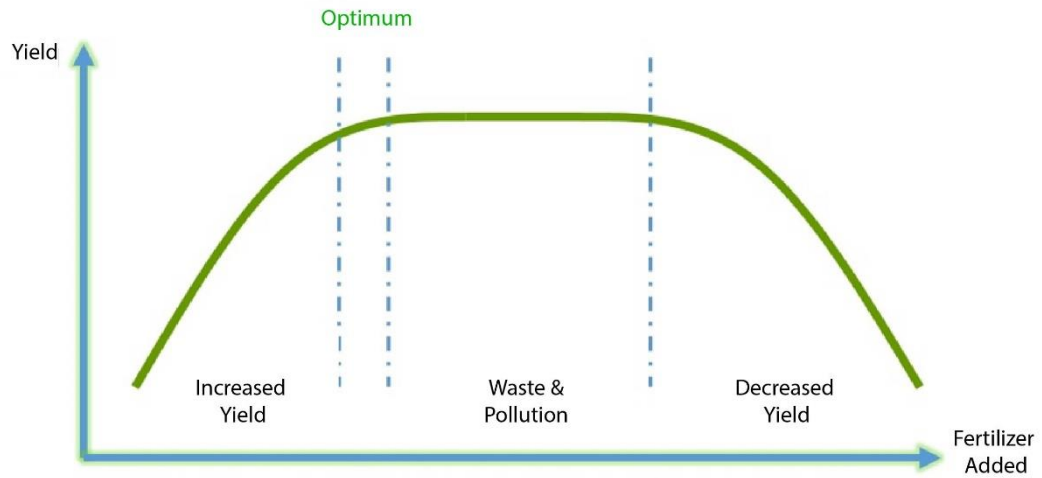 Optimum
Yield
Increased
Yield
Waste &
Pollution
Decreased
Yield
Fertilizer
Added